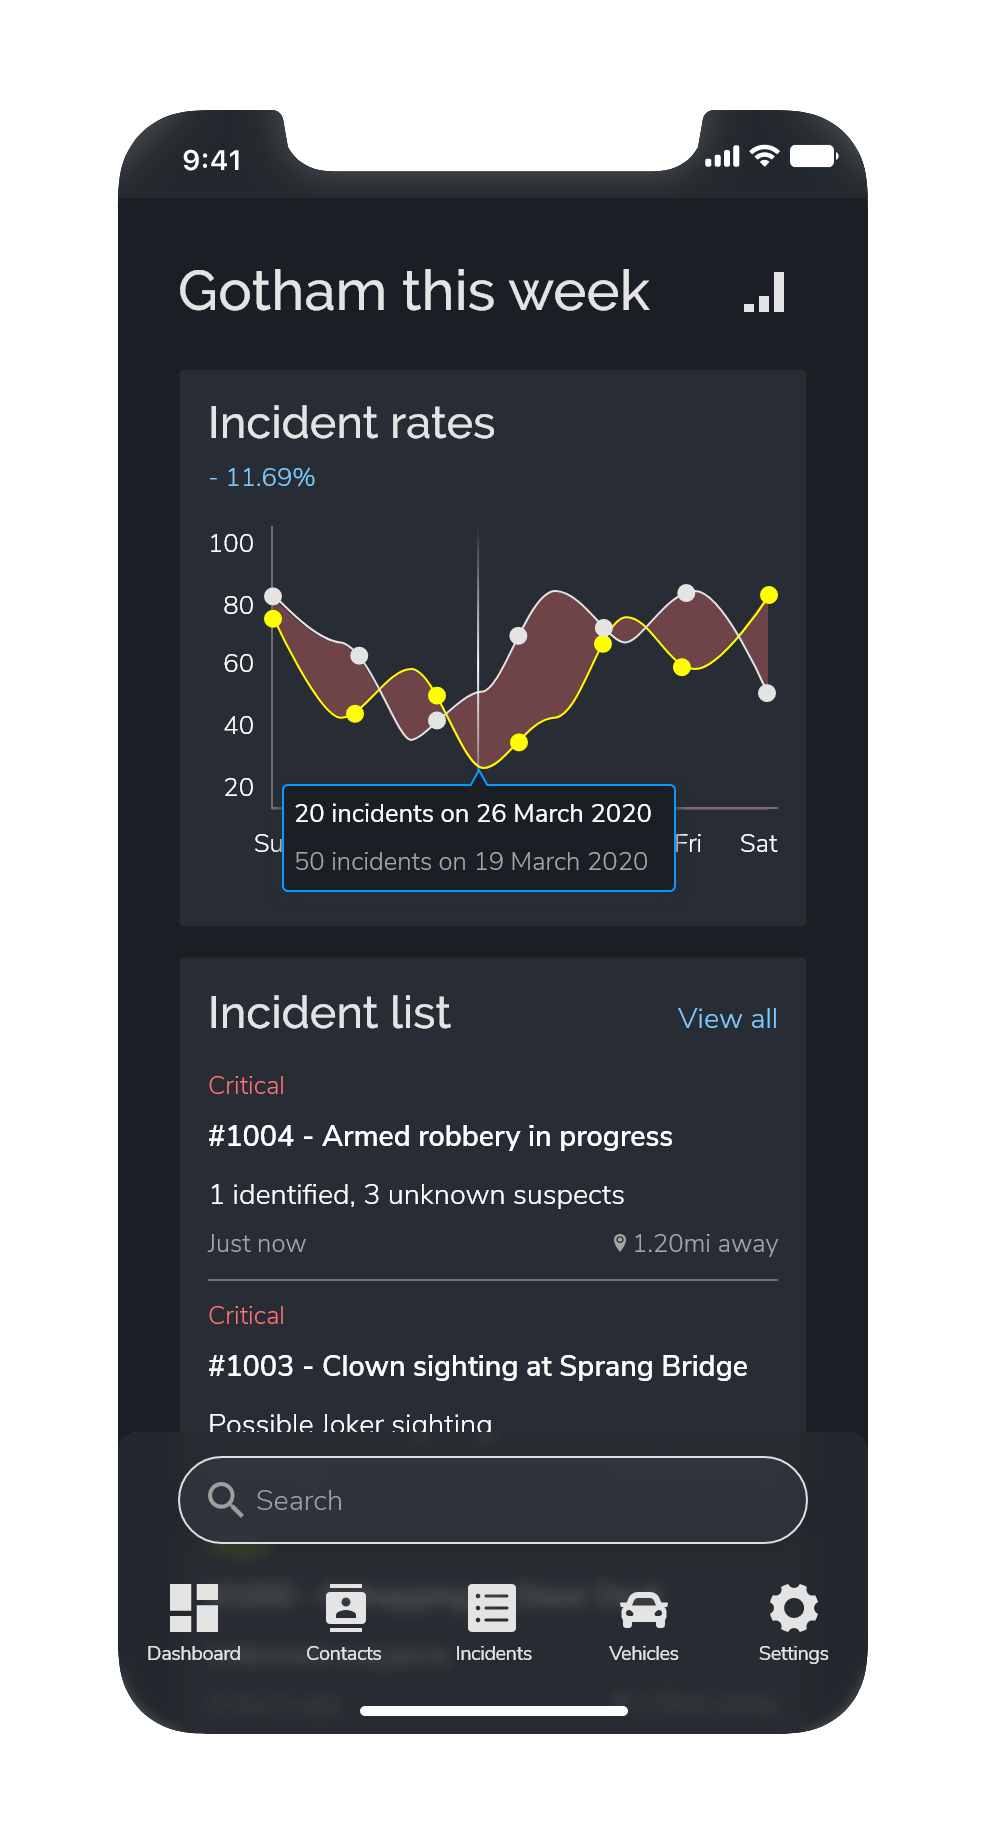 9:41
Gotham this week
Incident rates
- 11.69%
100
80
60
40
20
Su
Fri
Sat
20 incidents on 26 March 2020
50 incidents on 19 March 2020
Incident list
View all
Critical
#1004 - Armed robbery in progress
1 identified, 3 unknown suspects
Just now
1.20mi away
Critical
#1003 - Clown sighting at Sprang Bridge
Possible Joker sighting
Search
Dashboard
Contacts
Incidents
Vehicles
Settings